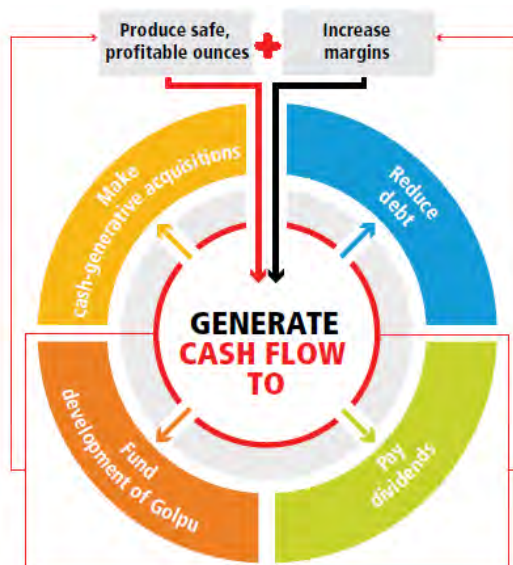 Produce safe,
profitable ounces
+
Increase
margins
Make
cash-generative acquisitions
Reduce
debt
GENERATE
CASH FLOW
TO
Fund
development of Golpu
Pay
dividends